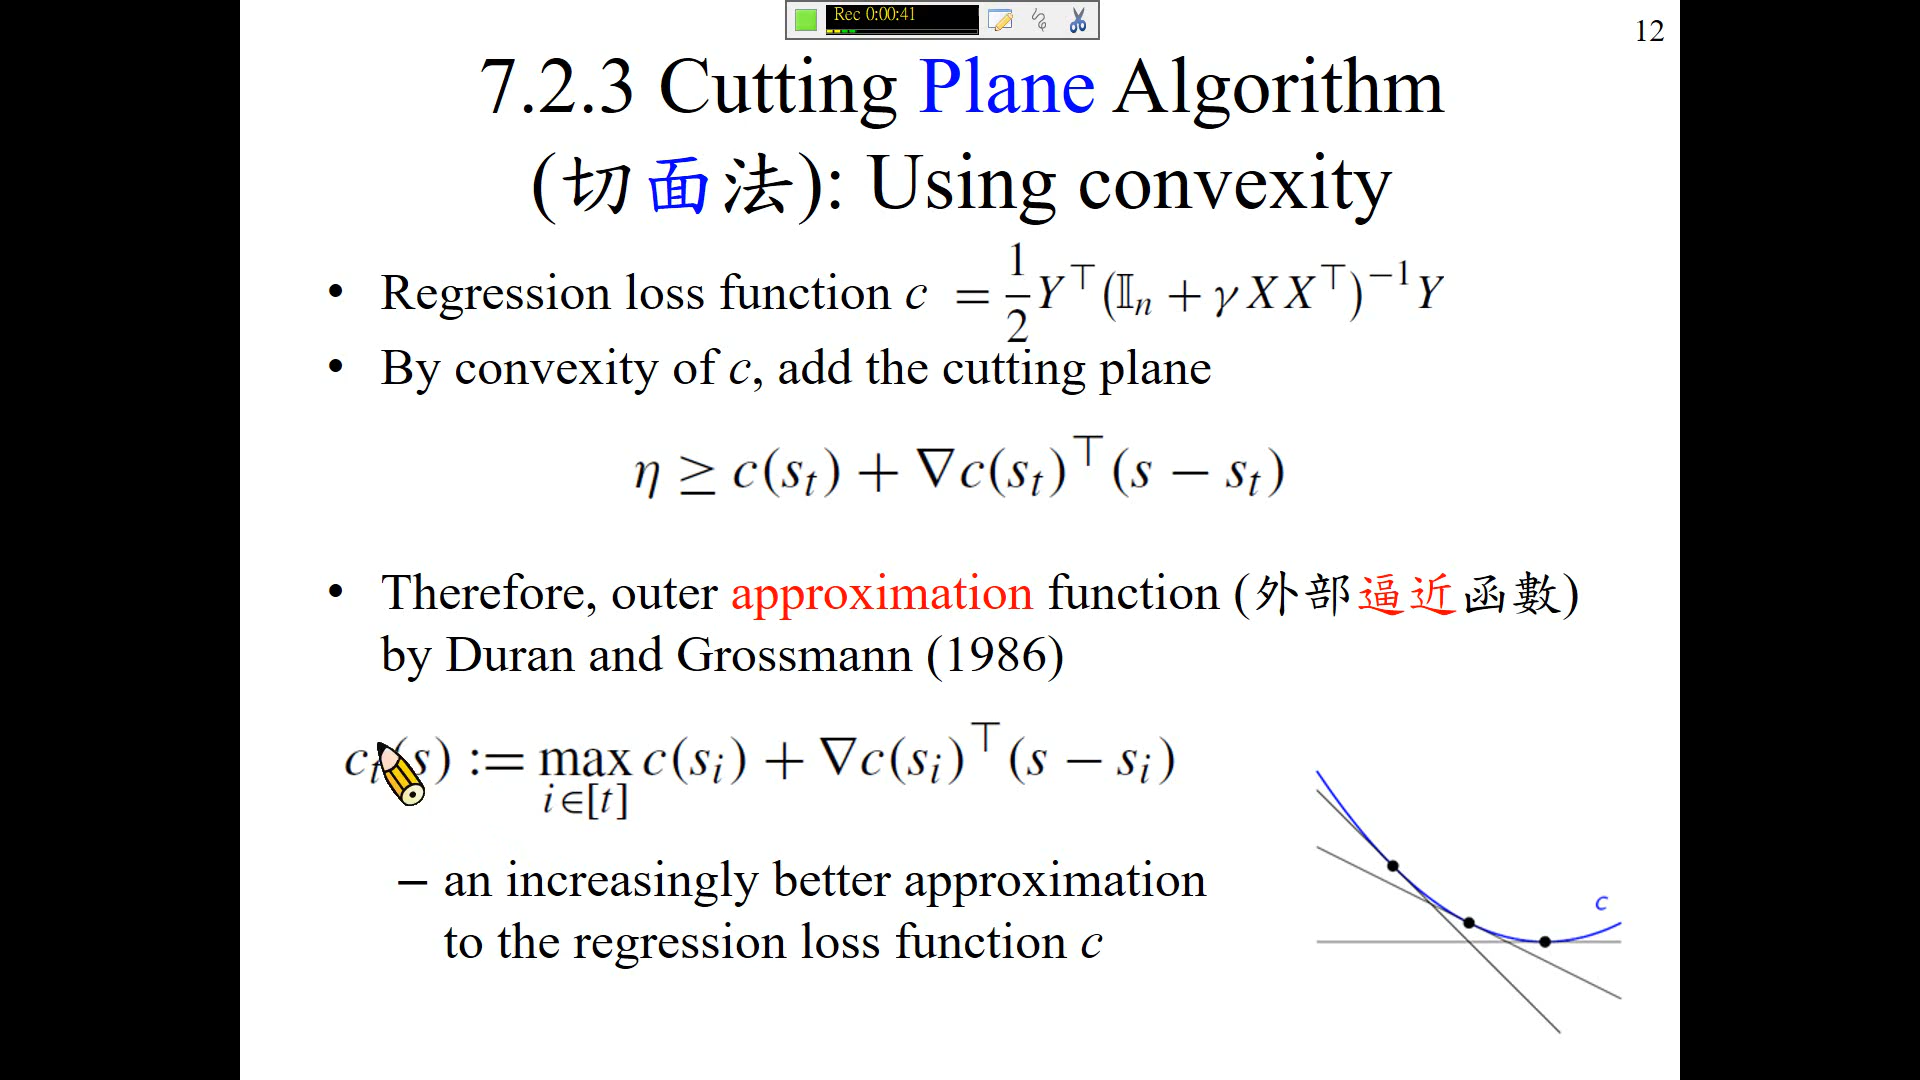 Rec 0:00:41
12
7.2.3 Cutting Plane Algorithm
(切面法): Using convexity
• Regression loss function c = \frac{1}{2} Y^⊤(𝕀_n + γXX^⊤)^{−1}Y
• By convexity of c, add the cutting plane
η ≥ c(s_t) + ∇c(s_t)^⊤(s − s_t)
• Therefore, outer approximation function (外部逼近函數)
by Duran and Grossmann (1986)
c_t(s) := max_{i∈[t]} c(s_i) + ∇c(s_i)^⊤(s − s_i)
– an increasingly better approximation
to the regression loss function c
c